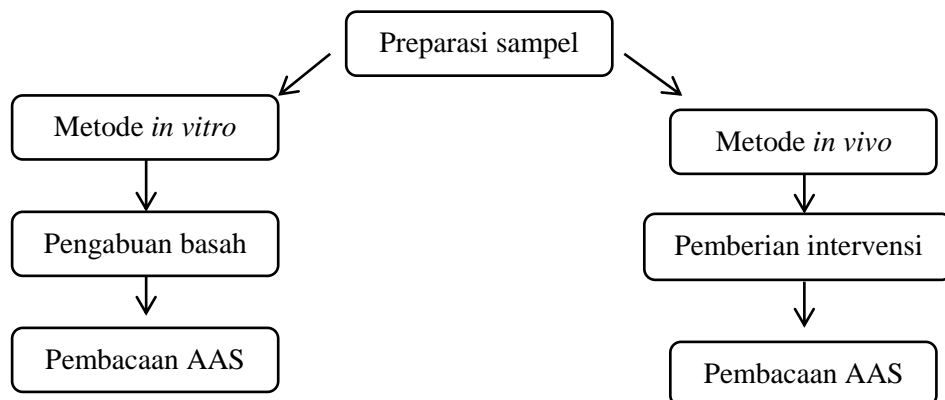 Preparasi sampel
Metode in vitro
Pengabuan basah
Pembacaan AAS
Metode in vivo
Pemberian intervensi
Pembacaan AAS